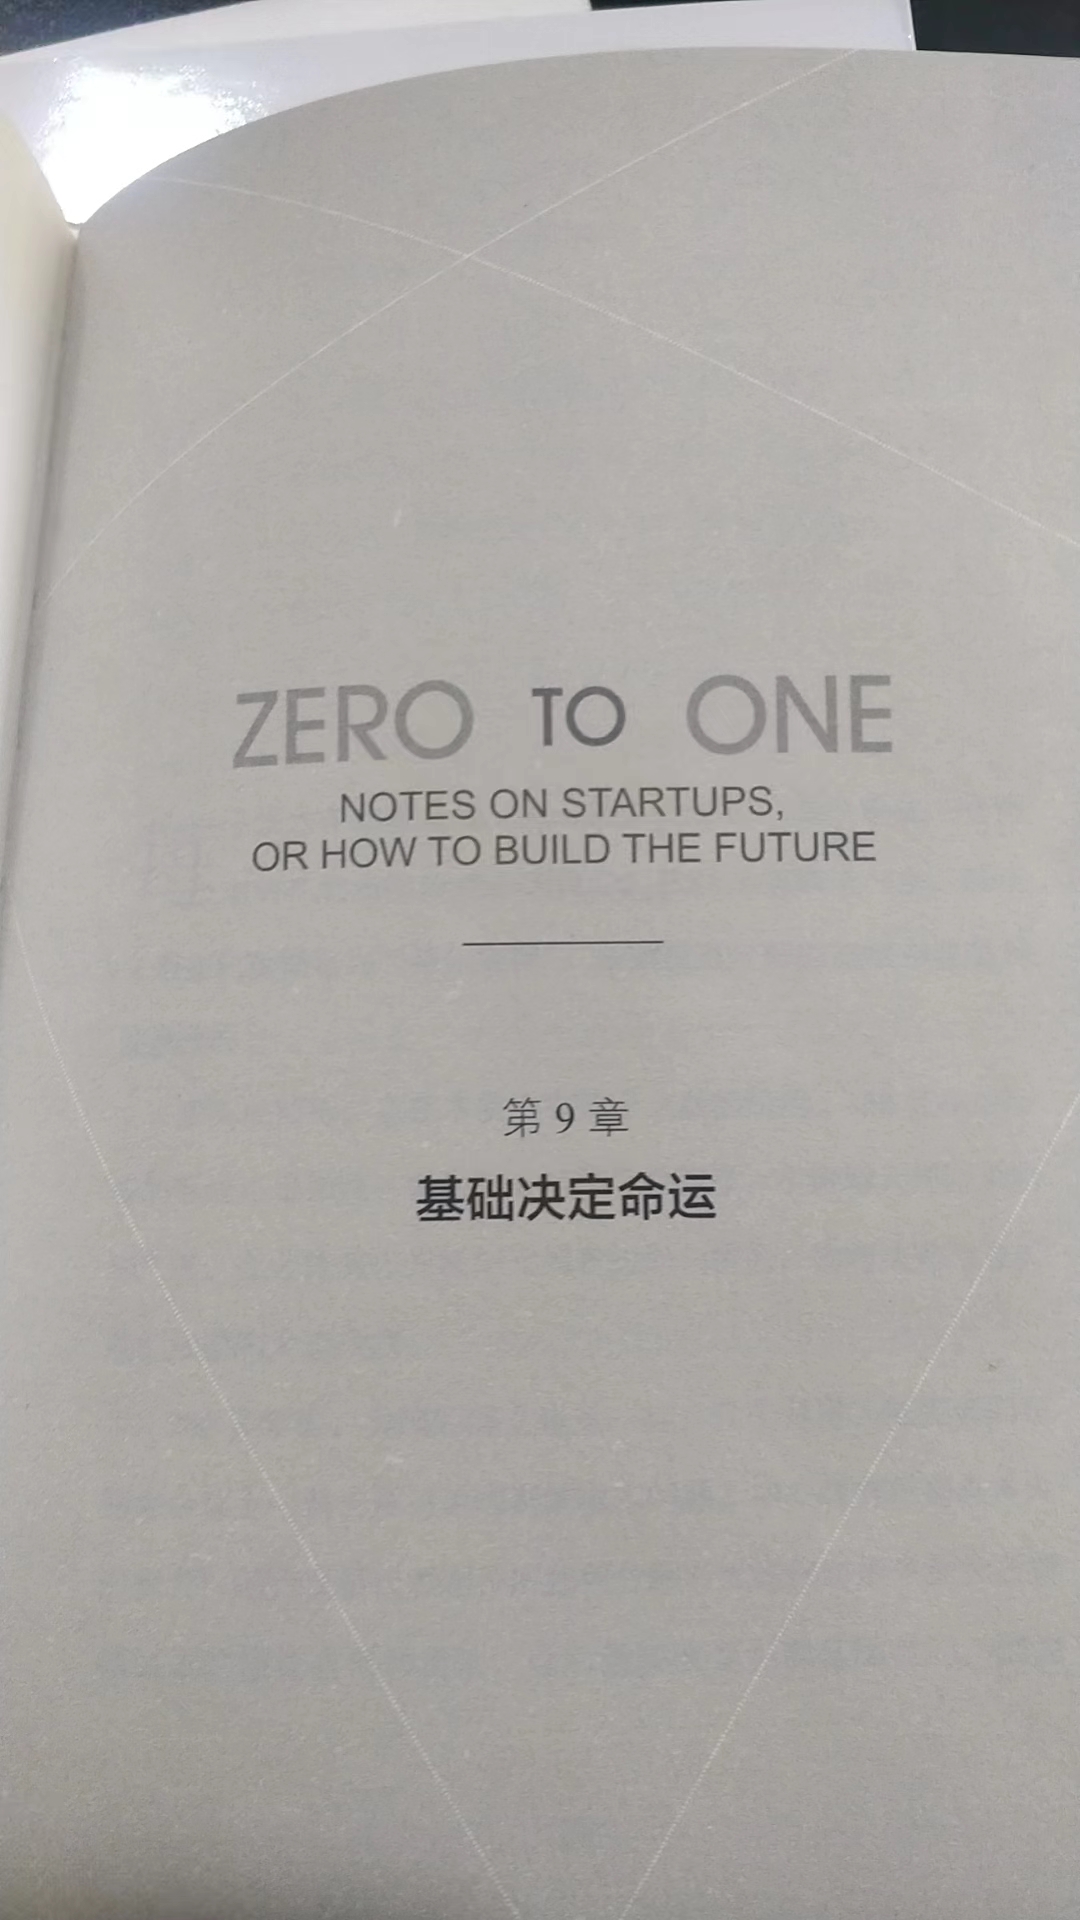 ZERO TO ONE
NOTES ON STARTUPS,
OR HOW TO BUILD THE FUTURE
第 9 章
基础决定命运